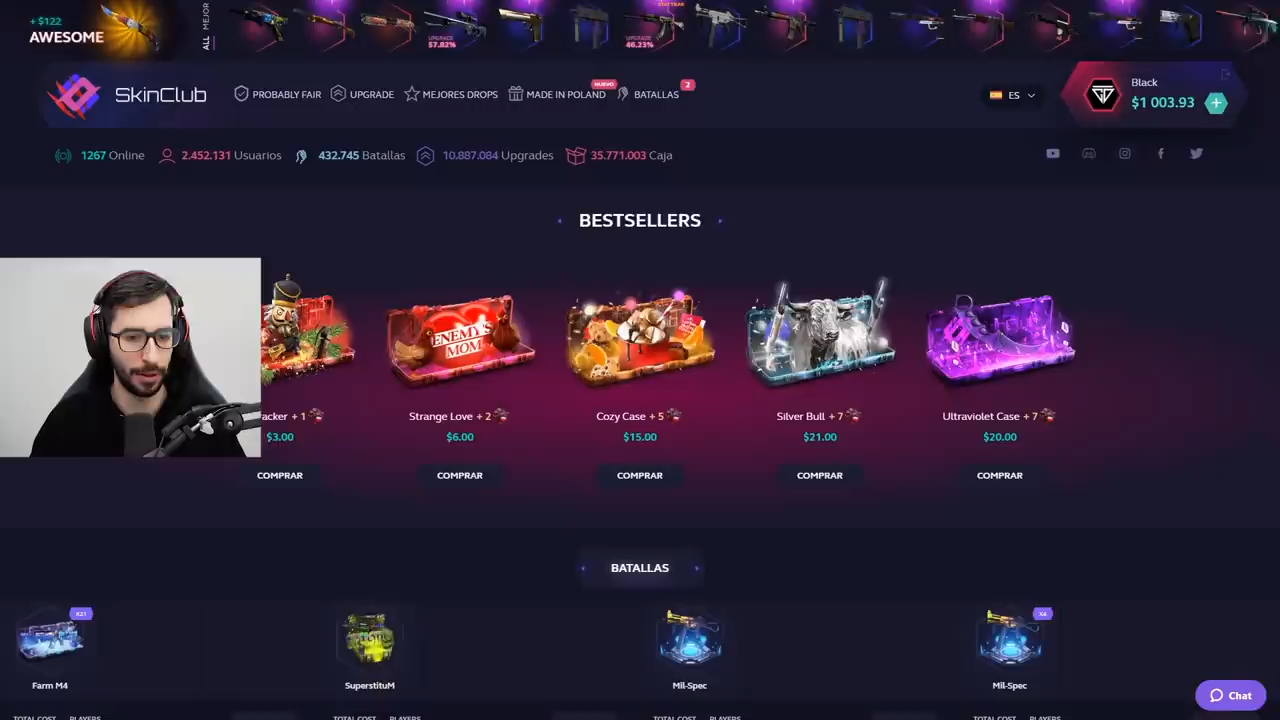 + $122
AWESOME
ALL MEJOR
UPGRADE
57.82%
STATTRAK
UPGRADE
46.23%
SKINCLUB
PROBABLY FAIR
UPGRADE
MEJORES DROPS
MADE IN POLAND
NUEVO
BATALLAS
2
ES
Black
$1 003.93
+
1267 Online
2.452.131 Usuarios
432.745 Batallas
10.887.084 Upgrades
35.771.003 Caja
BESTSELLERS
ENEMY'S
MOM
acker + 1
Strange Love + 2
Cozy Case + 5
Silver Bull + 7
Ultraviolet Case + 7
$3.00
$6.00
$15.00
$21.00
$20.00
COMPRAR
COMPRAR
COMPRAR
COMPRAR
COMPRAR
BATALLAS
X21
X4
Farm M4
SuperstituM
Mil-Spec
Mil-Spec
Chat
TOTAL COST PLAYERS
TOTAL COST PLAYERS
TOTAL COST PLAYERS
TOTAL COST PLAYERS